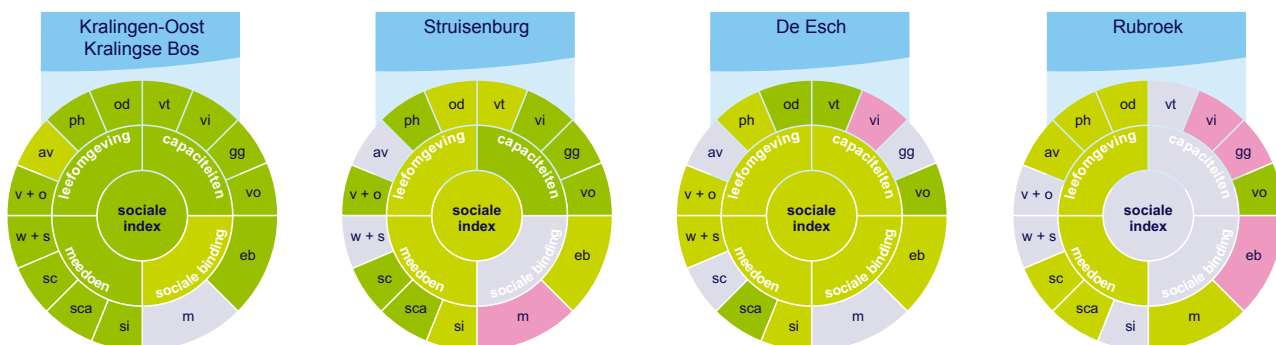 Kralingen-Oost
Kralingse Bos
od
vt
ph
vi
av
gg
v + o
vo
w + s
eb
sc
sca
si
m
leefomgeving
capaciteiten
meedoen
sociale binding
sociale
index
Struisenburg
od
vt
ph
vi
av
gg
v + o
vo
w + s
eb
sc
sca
si
m
leefomgeving
capaciteiten
meedoen
sociale binding
sociale
index
De Esch
od
vt
ph
vi
av
gg
v + o
vo
w + s
eb
sc
sca
si
m
leefomgeving
capaciteiten
meedoen
sociale binding
sociale
index
Rubroek
od
vt
ph
vi
av
gg
v + o
vo
w + s
eb
sc
sca
si
m
leefomgeving
capaciteiten
meedoen
sociale binding
sociale
index